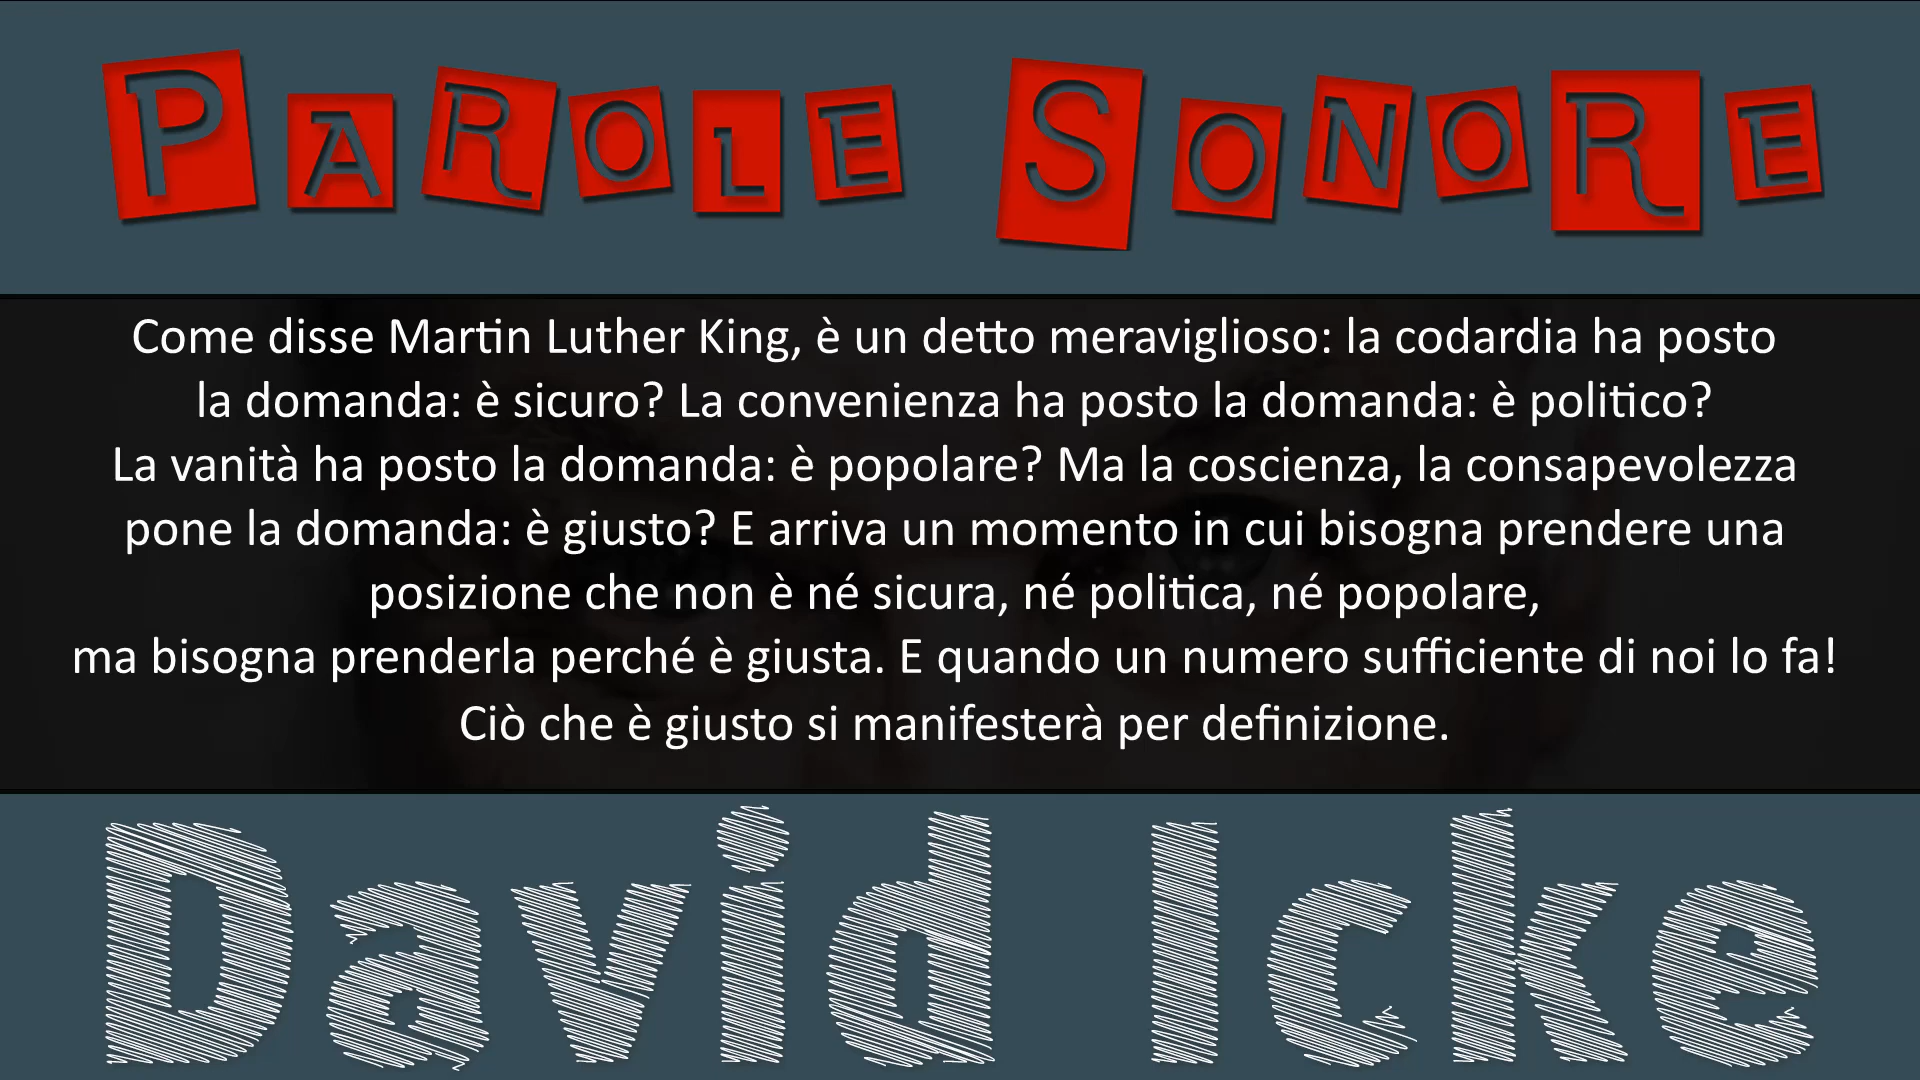 PAROLE SONORE
Come disse Martin Luther King, è un detto meraviglioso: la codardia ha posto
la domanda: è sicuro? La convenienza ha posto la domanda: è politico?
La vanità ha posto la domanda: è popolare? Ma la coscienza, la consapevolezza
pone la domanda: è giusto? E arriva un momento in cui bisogna prendere una
posizione che non è né sicura, né politica, né popolare,
ma bisogna prenderla perché è giusta. E quando un numero sufficiente di noi lo fa!
Ciò che è giusto si manifesterà per definizione.
David Icke